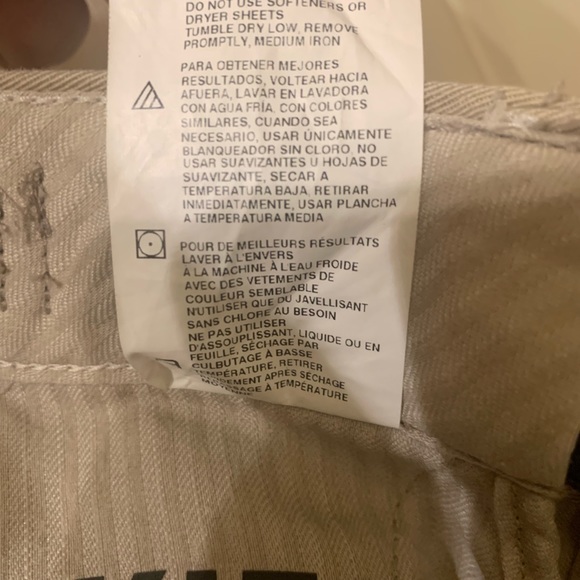 DO NOT USE SOFTENERS OR
DRYER SHEETS
TUMBLE DRY LOW, REMOVE
PROMPTLY, MEDIUM IRON
PARA OBTENER MEJORES
RESULTADOS, VOLTEAR HACIA
AFUERA, LAVAR EN LAVADORA
CON AGUA FRÍA, CON COLORES
SIMILARES, CUANDO SEA
NECESARIO, USAR ÚNICAMENTE
BLANQUEADOR SIN CLORO, NO
USAR SUAVIZANTES U HOJAS DE
SUAVIZANTE, SECAR A
TEMPERATURA BAJA, RETIRAR
INMEDIATAMENTE, USAR PLANCHA
A TEMPERATURA MEDIA
POUR DE MEILLEURS RÉSULTATS
LAVER À L'ENVERS
À LA MACHINE À L'EAU FROIDE
AVEC DES VETEMENTS DE
COULEUR SEMBLABLE
N'UTILISER QUE DU JAVELLISANT
SANS CHLORE AU BESOIN
NE PAS UTILISER
D'ASSOUPLISSANT, LIQUIDE OU EN
FEUILLE, SÉCHAGE PAR
CULBUTAGE À BASSE
TEMPÉRATURE, RETIRER
APRÈS SÉCHAGE
À TEMPÉRATURE